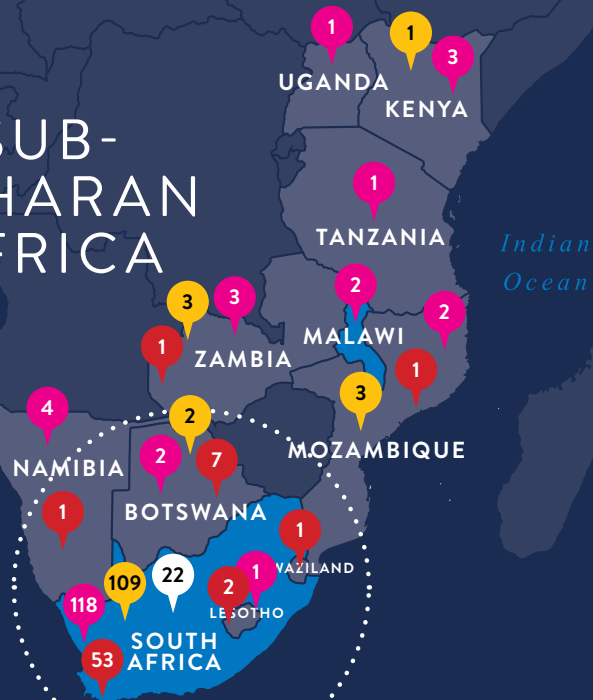 1
1
3
UGANDA
KENYA
SUB-
HARAN
FRICA
1
TANZANIA
Indian
Ocean
3
3
2
2
MALAWI
1
ZAMBIA
1
3
4
2
MOZAMBIQUE
2
7
NAMIBIA
BOTSWANA
1
1
WAZILAND
109
22
2
1
118
LESOTHO
SOUTH
AFRICA
53